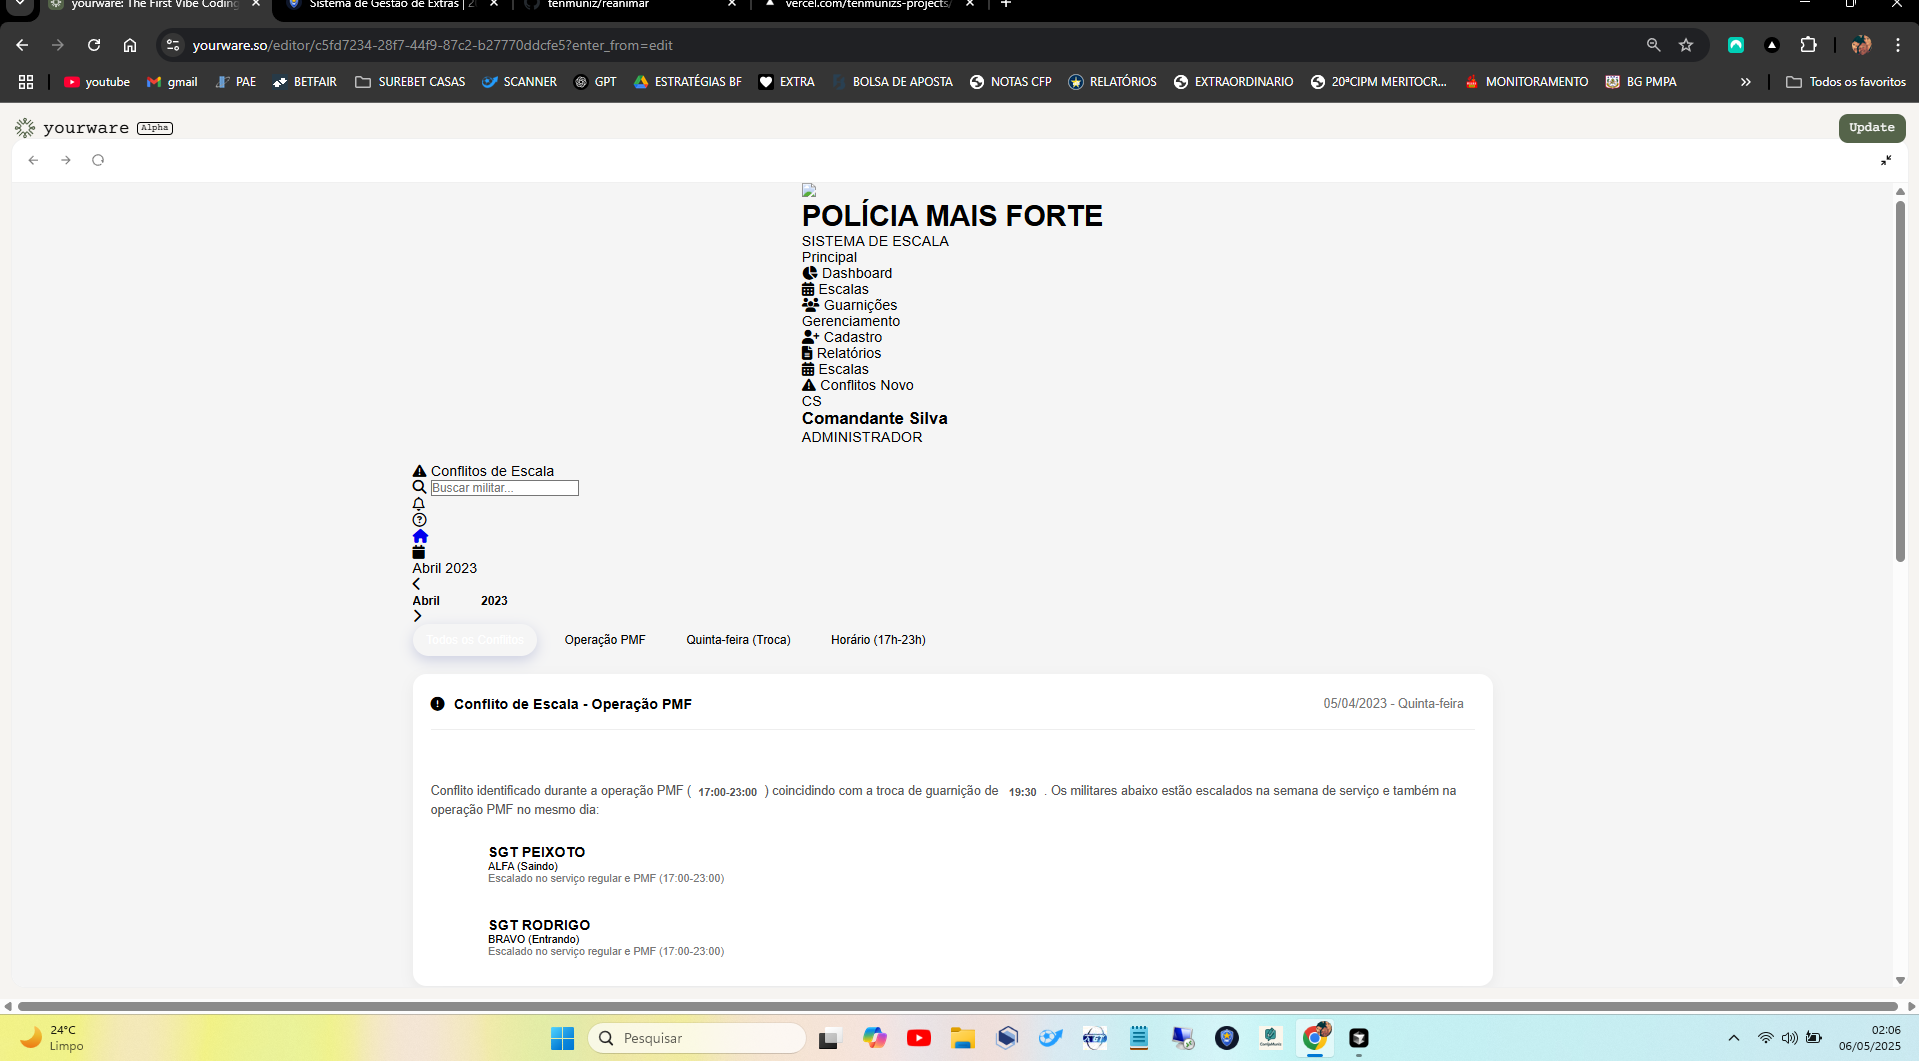 yourware: The First Vibe Coding
Sistema de Gestão de Extras | 2
tenmuniz/reanimar
vercel.com/tenmunizs-projects/
yourware.so/editor/c5fd7234-28f7-44f9-87c2-b27770ddcfe5?enter_from=edit
youtube
gmail
PAE
BETFAIR
SUREBET CASAS
SCANNER
GPT
ESTRATÉGIAS BF
EXTRA
BOLSA DE APOSTA
NOTAS CFP
RELATÓRIOS
EXTRAORDINARIO
20ªCIPM MERITOCR...
MONITORAMENTO
BG PMPA
Todos os favoritos
yourware Alpha
Update
POLÍCIA MAIS FORTE
SISTEMA DE ESCALA
Principal
Dashboard
Escalas
Guarnições
Gerenciamento
Cadastro
Relatórios
Escalas
Conflitos Novo
CS
Comandante Silva
ADMINISTRADOR
Conflitos de Escala
Buscar militar...
Abril 2023
Abril 2023
Todos os Conflitos
Operação PMF
Quinta-feira (Troca)
Horário (17h-23h)
Conflito de Escala - Operação PMF
05/04/2023 - Quinta-feira
Conflito identificado durante a operação PMF ( 17:00-23:00 ) coincidindo com a troca de guarnição de 19:30 . Os militares abaixo estão escalados na semana de serviço e também na
operação PMF no mesmo dia:
SGT PEIXOTO
ALFA (Saindo)
Escalado no serviço regular e PMF (17:00-23:00)
SGT RODRIGO
BRAVO (Entrando)
Escalado no serviço regular e PMF (17:00-23:00)
24°C
Limpo
Pesquisar
02:06
06/05/2025